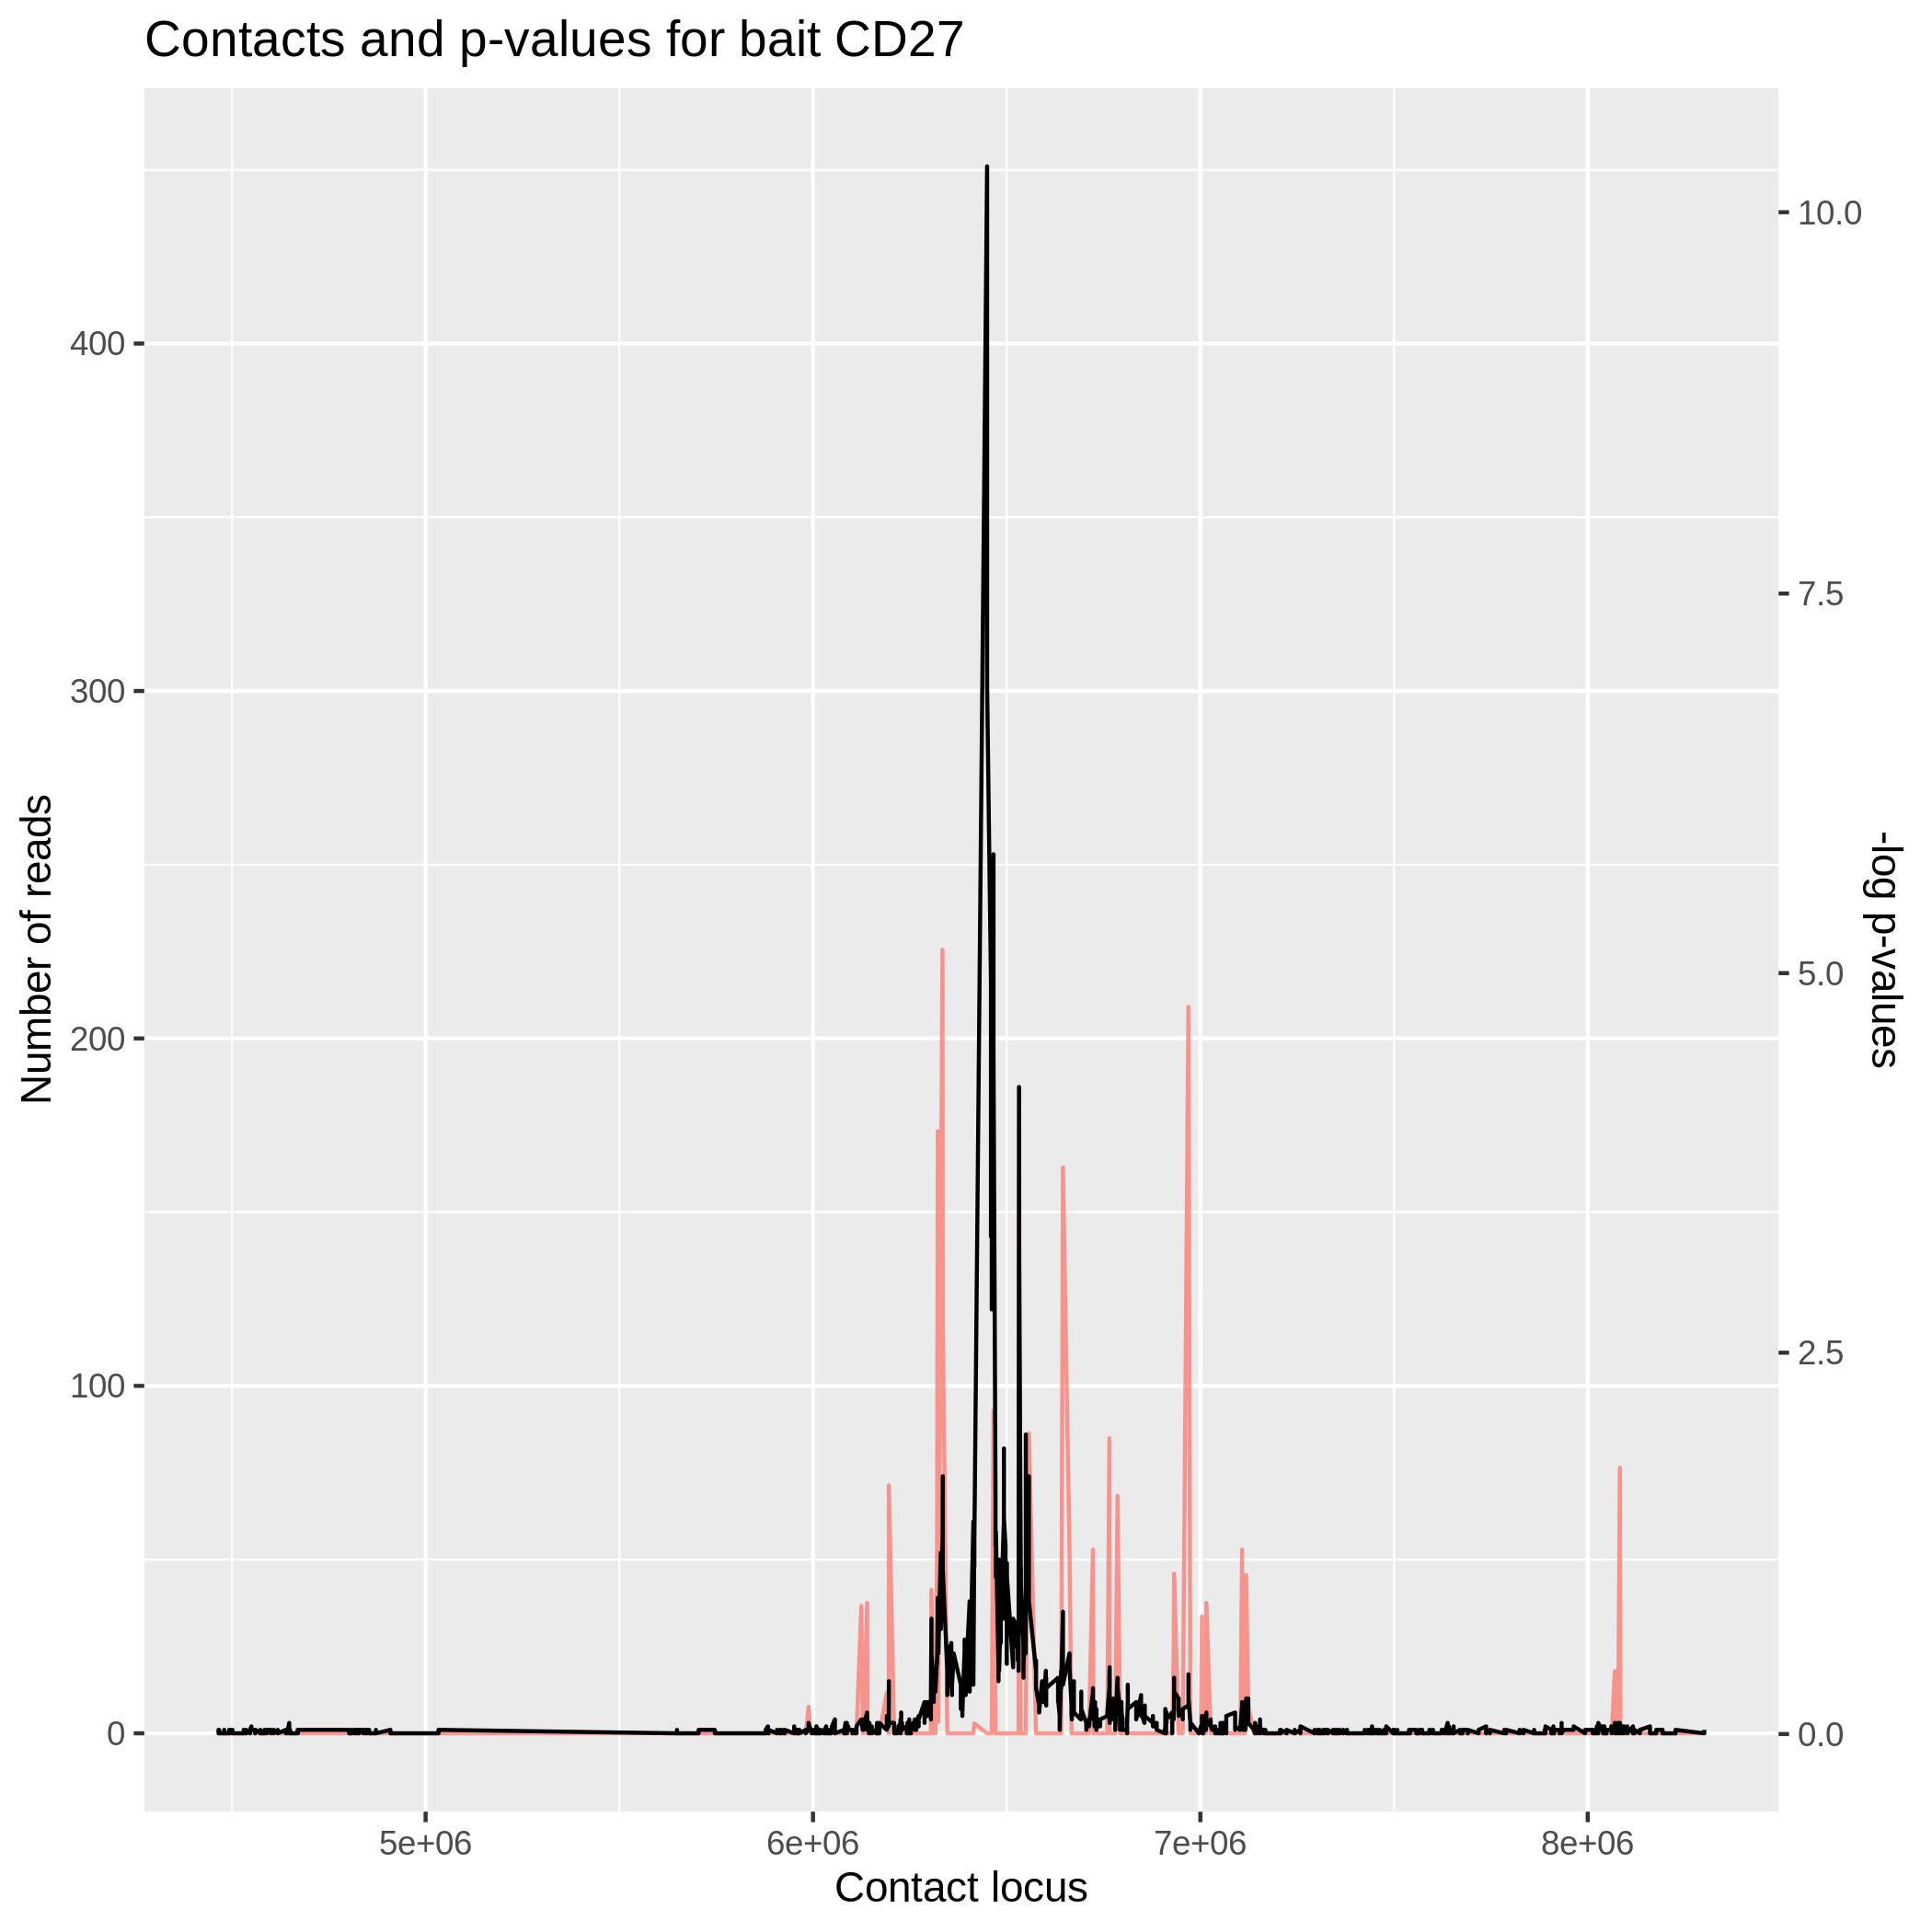 Contacts and p-values for bait CD27
Number of reads
400
300
200
100
0
10.0
7.5
5.0
2.5
0.0
-log p-values
5e+06
6e+06
7e+06
8e+06
Contact locus